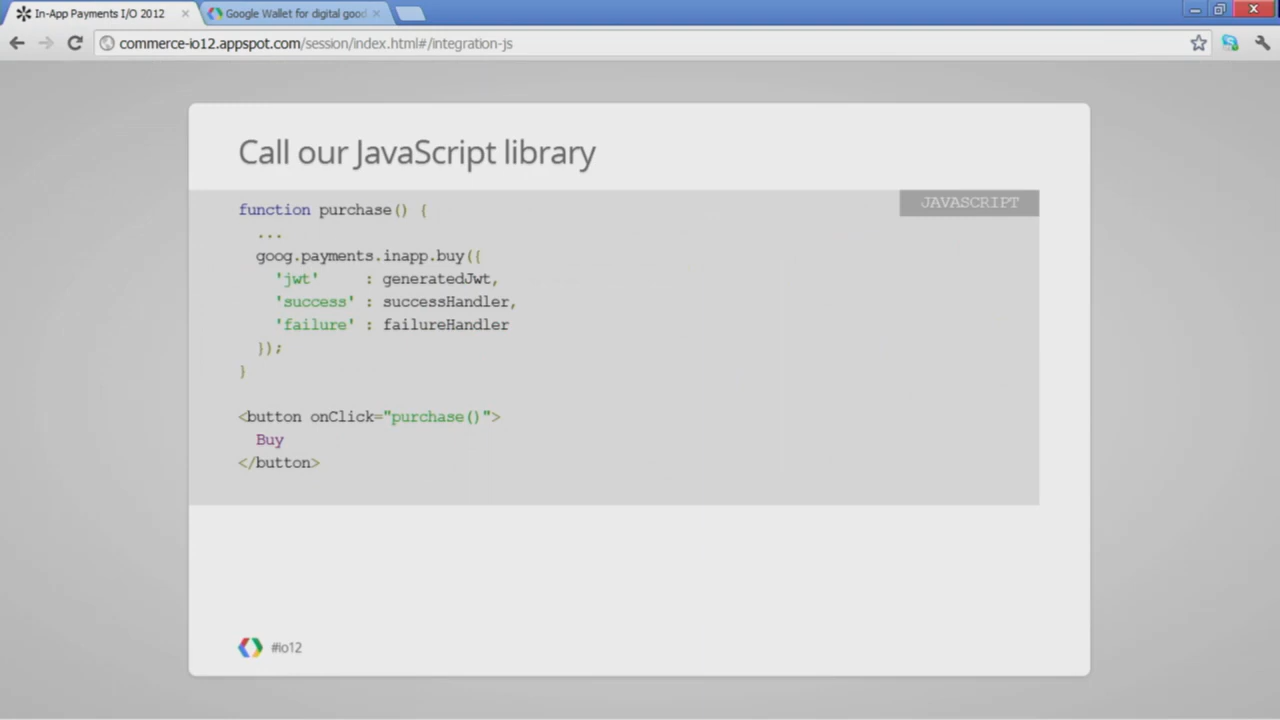 In-App Payments I/O 2012
Google Wallet for digital good
commerce-io12.appspot.com/session/index.html#/integration-js
Call our JavaScript library
JAVASCRIPT
function purchase() {
  ...
  goog.payments.inapp.buy({
    'jwt'     : generatedJwt,
    'success' : successHandler,
    'failure' : failureHandler
  });
}
<button onClick="purchase()">
  Buy
</button>
#io12